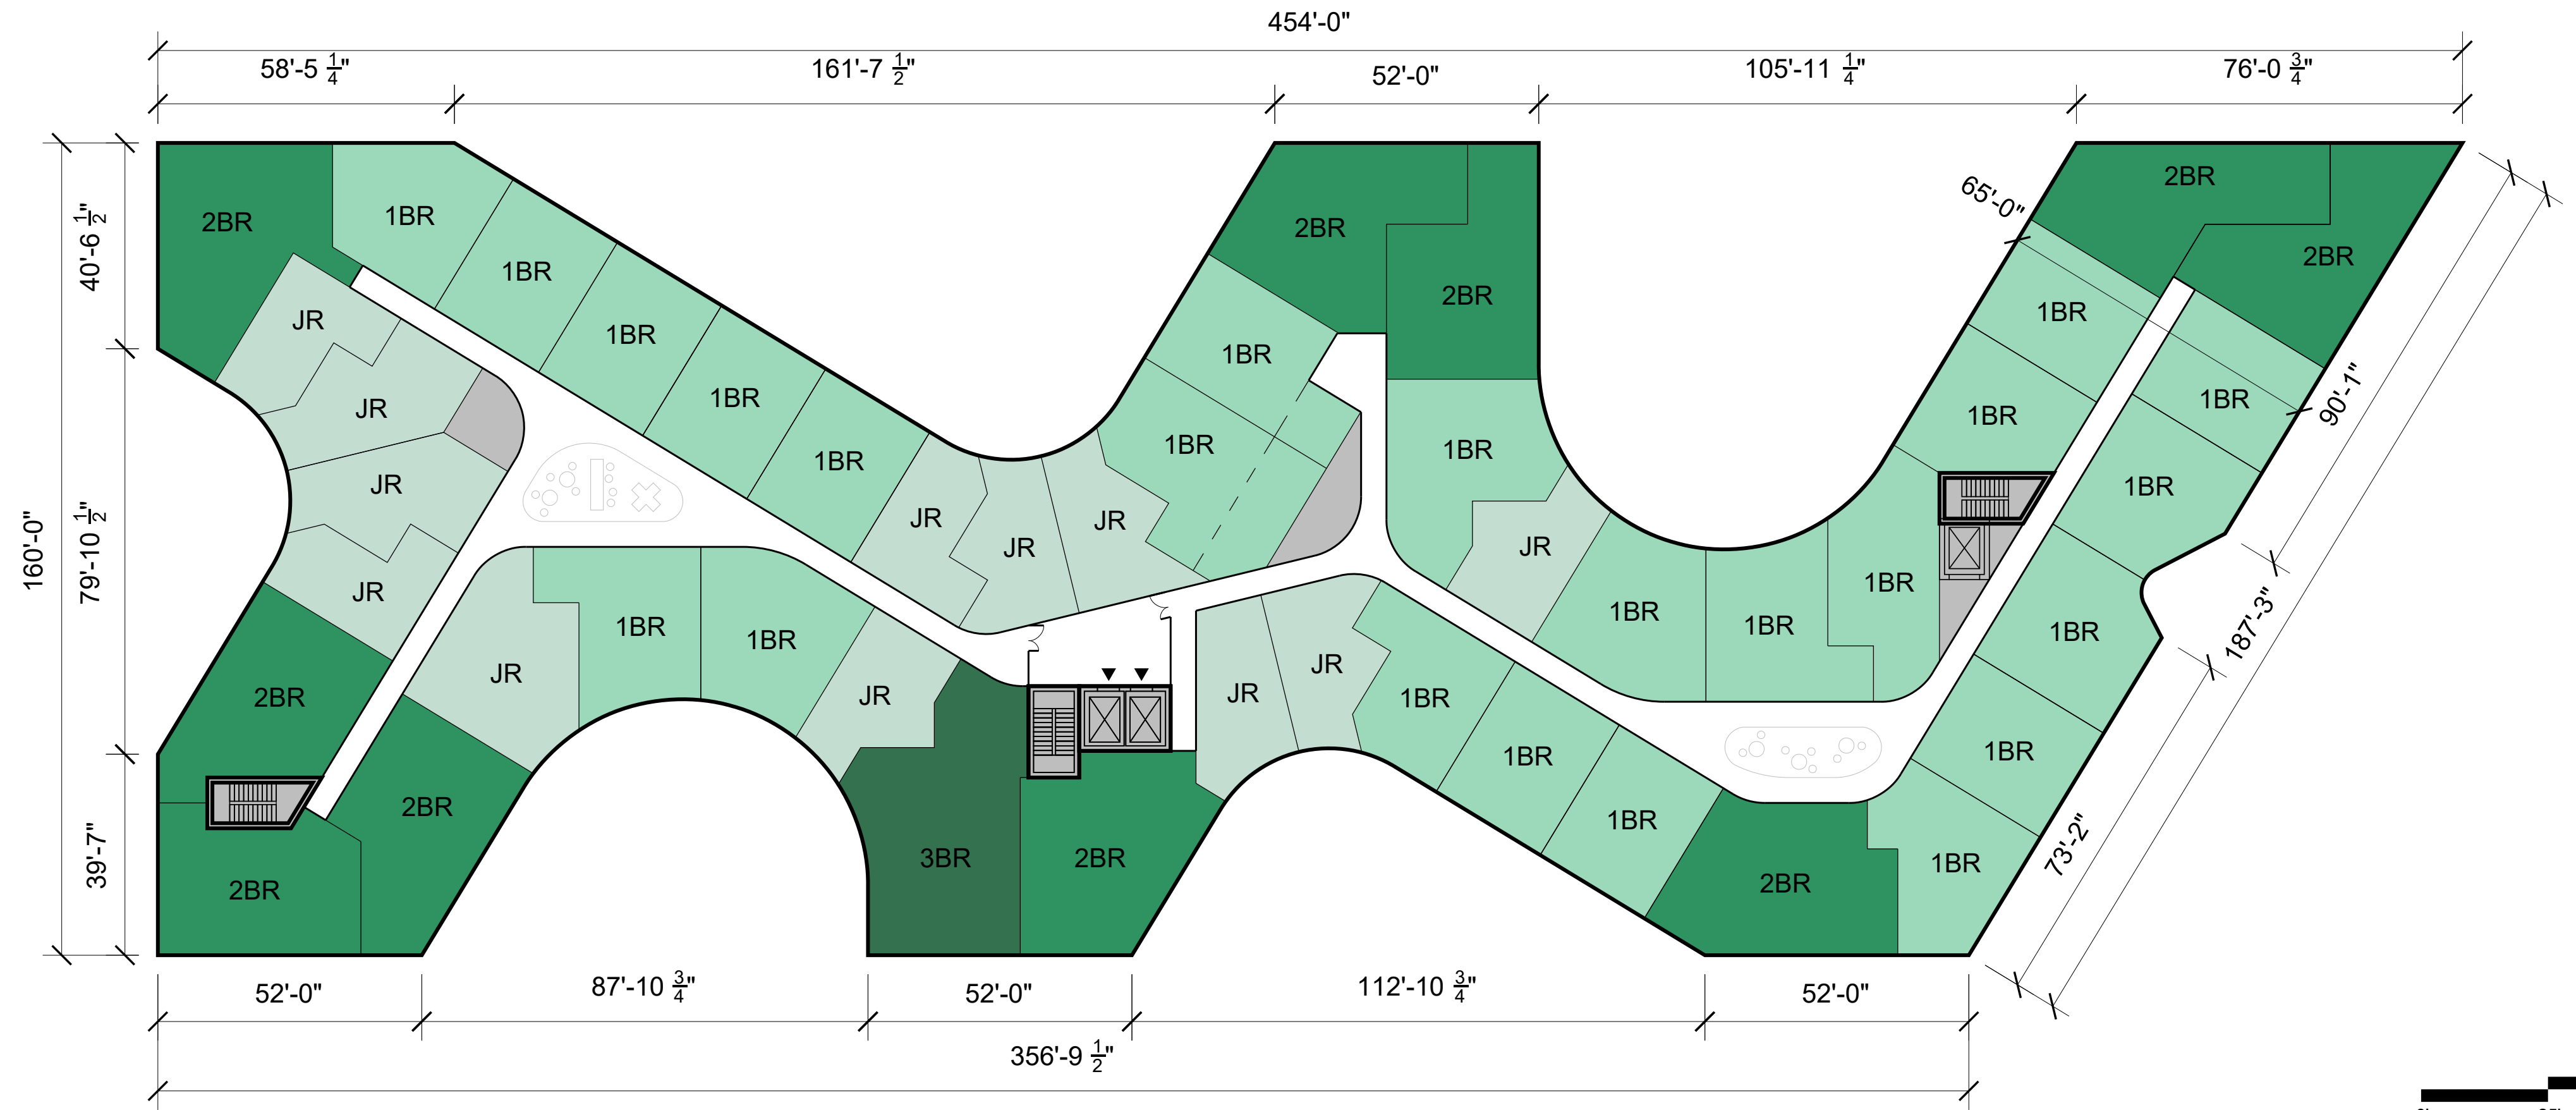 454'-0"
58'-5 1/4"
161'-7 1/2"
52'-0"
105'-11 1/4"
76'-0 3/4"
2BR
1BR
2BR
2BR
65'-0"
40'-6 1/2"
2BR
1BR
2BR
2BR
JR
1BR
1BR
1BR
1BR
1BR
JR
1BR
1BR
1BR
90'-1"
JR
1BR
1BR
1BR
1BR
160'-0"
79'-10 1/2"
JR
JR
JR
JR
JR
1BR
1BR
1BR
1BR
1BR
1BR
1BR
187'-3"
2BR
JR
JR
JR
JR
1BR
1BR
1BR
2BR
1BR
39'-7"
2BR
3BR
2BR
2BR
1BR
73'-2"
52'-0"
87'-10 3/4"
52'-0"
112'-10 3/4"
52'-0"
356'-9 1/2"